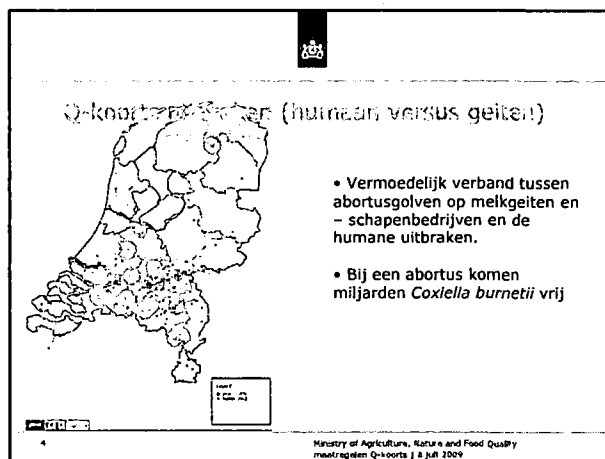 (humaan versus geiten)
• Vermoedelijk verband tussen
abortusgolven op melkgeiten en
– schapenbedrijven en de
humane uitbraken.
• Bij een abortus komen
miljarden Coxiella burnetii vrij
4
Ministry of Agriculture, Nature and Food Quality
maatregelen Q-koorts | 8 juli 2009